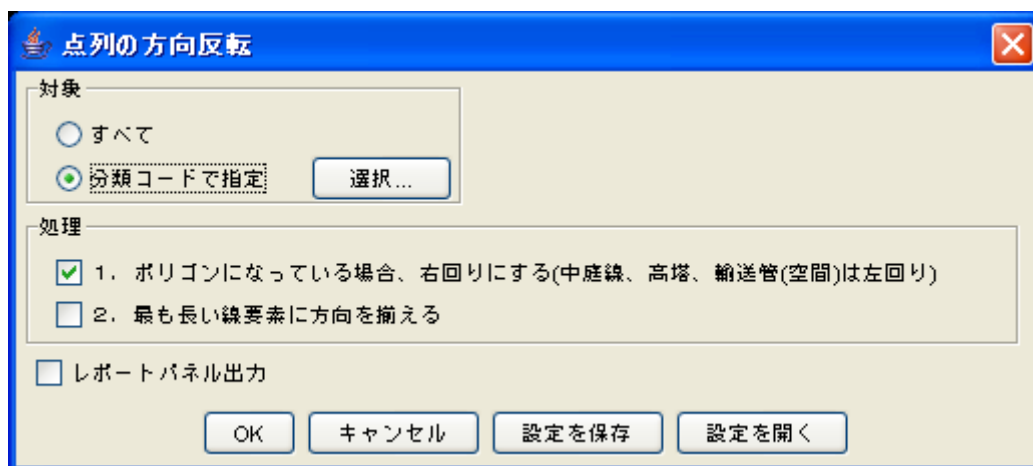 点列の方向反転
対象
すべて
分類コードで指定 選択...
処理
1．ポリゴンになっている場合、右回りにする(中庭線、高塔、輸送管(空間)は左回り)
2．最も長い線要素に方向を揃える
レポートパネル出力
OK キャンセル 設定を保存 設定を開く